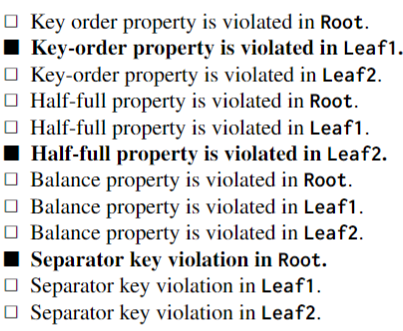 □ Key order property is violated in Root.
■ Key-order property is violated in Leaf1.
□ Key-order property is violated in Leaf2.
□ Half-full property is violated in Root.
□ Half-full property is violated in Leaf1.
■ Half-full property is violated in Leaf2.
□ Balance property is violated in Root.
□ Balance property is violated in Leaf1.
□ Balance property is violated in Leaf2.
■ Separator key violation in Root.
□ Separator key violation in Leaf1.
□ Separator key violation in Leaf2.